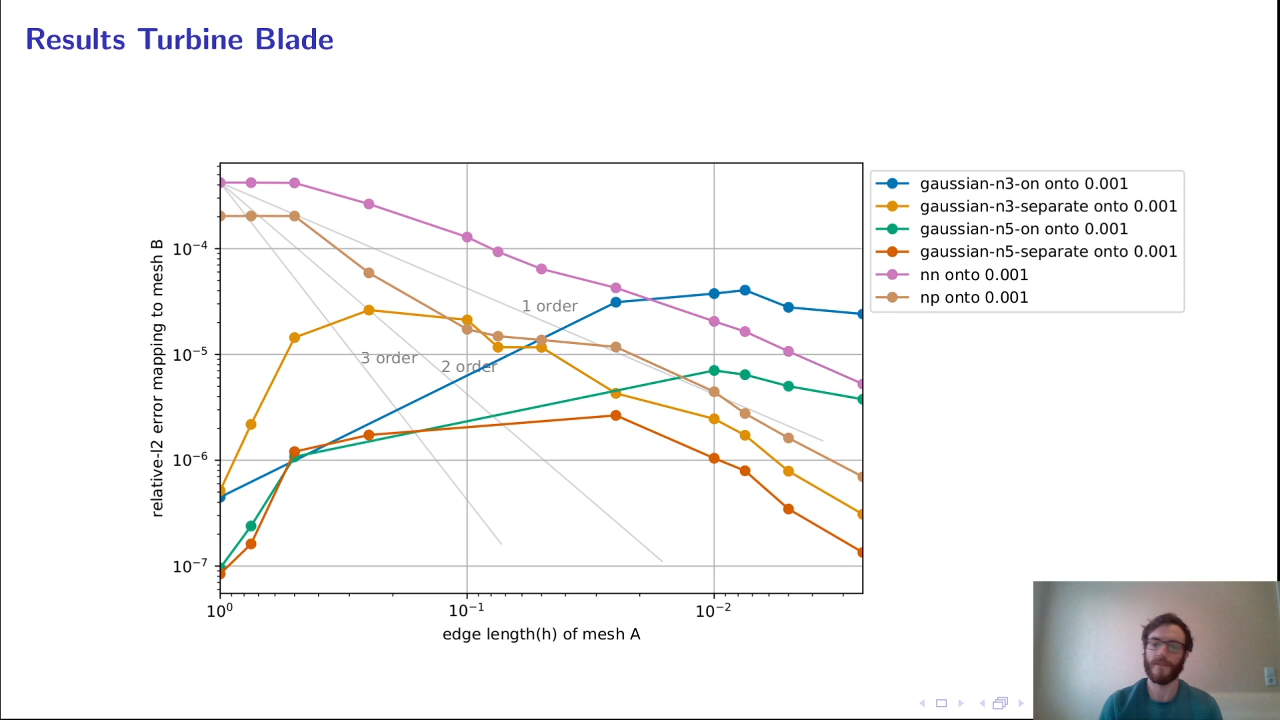 Results Turbine Blade
relative-l2 error mapping to mesh B
10⁻⁴
10⁻⁵
10⁻⁶
10⁻⁷
1 order
3 order
2 order
10⁰
10⁻¹
10⁻²
edge length(h) of mesh A
gaussian-n3-on onto 0.001
gaussian-n3-separate onto 0.001
gaussian-n5-on onto 0.001
gaussian-n5-separate onto 0.001
nn onto 0.001
np onto 0.001